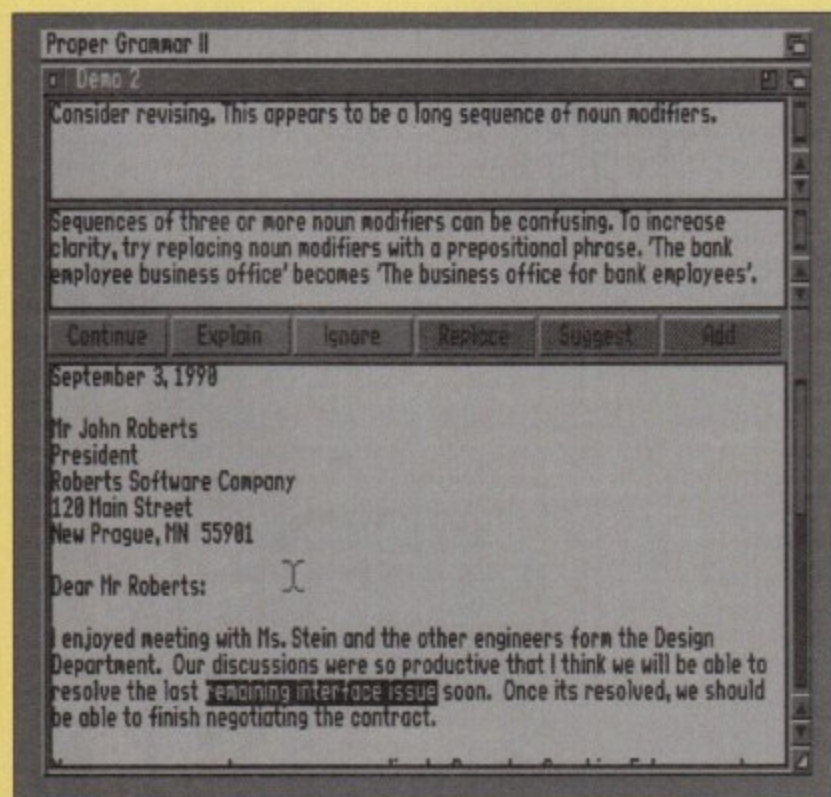 Proper Grammar II
Demo 2
Consider revising. This appears to be a long sequence of noun modifiers.
Sequences of three or more noun modifiers can be confusing. To increase
clarity, try replacing noun modifiers with a prepositional phrase. 'The bank
employee business office' becomes 'The business office for bank employees'.
Continue Explain Ignore Replace Suggest Add
September 3, 1990
Mr John Roberts
President
Roberts Software Company
120 Main Street
New Prague, MN 55901
Dear Mr Roberts:
I enjoyed meeting with Ms. Stein and the other engineers form the Design
Department. Our discussions were so productive that I think we will be able to
resolve the last remaining interface issue soon. Once its resolved, we should
be able to finish negotiating the contract.